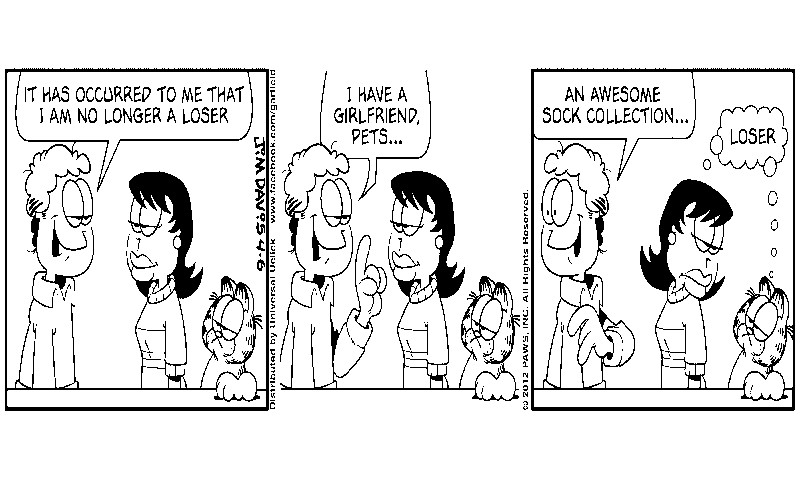 IT HAS OCCURRED TO ME THAT
I AM NO LONGER A LOSER
JIM DAVIS 4-6
Distributed by Universal Uclick www.facebook.com/garfield
I HAVE A
GIRLFRIEND,
PETS...
© 2012 PAWS, INC. All Rights Reserved.
AN AWESOME
SOCK COLLECTION...
LOSER